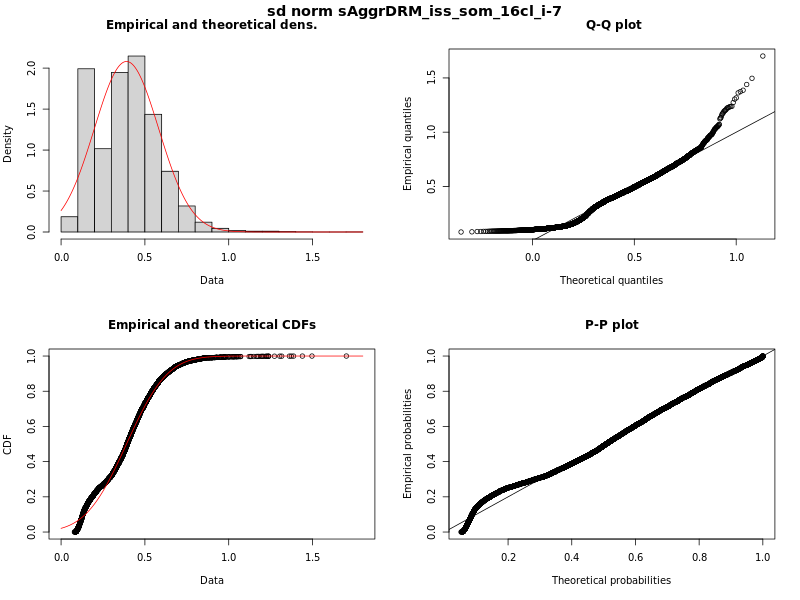 sd norm sAggrDRM_iss_som_16cl_i-7
Empirical and theoretical dens.
Density
0.0 0.5 1.0 1.5 2.0
0.0 0.5 1.0 1.5
Data
Q-Q plot
Empirical quantiles
0.5 1.0 1.5
0.0 0.5 1.0
Theoretical quantiles
Empirical and theoretical CDFs
CDF
0.0 0.2 0.4 0.6 0.8 1.0
0.0 0.5 1.0 1.5
Data
P-P plot
Empirical probabilities
0.0 0.2 0.4 0.6 0.8 1.0
0.2 0.4 0.6 0.8 1.0
Theoretical probabilities